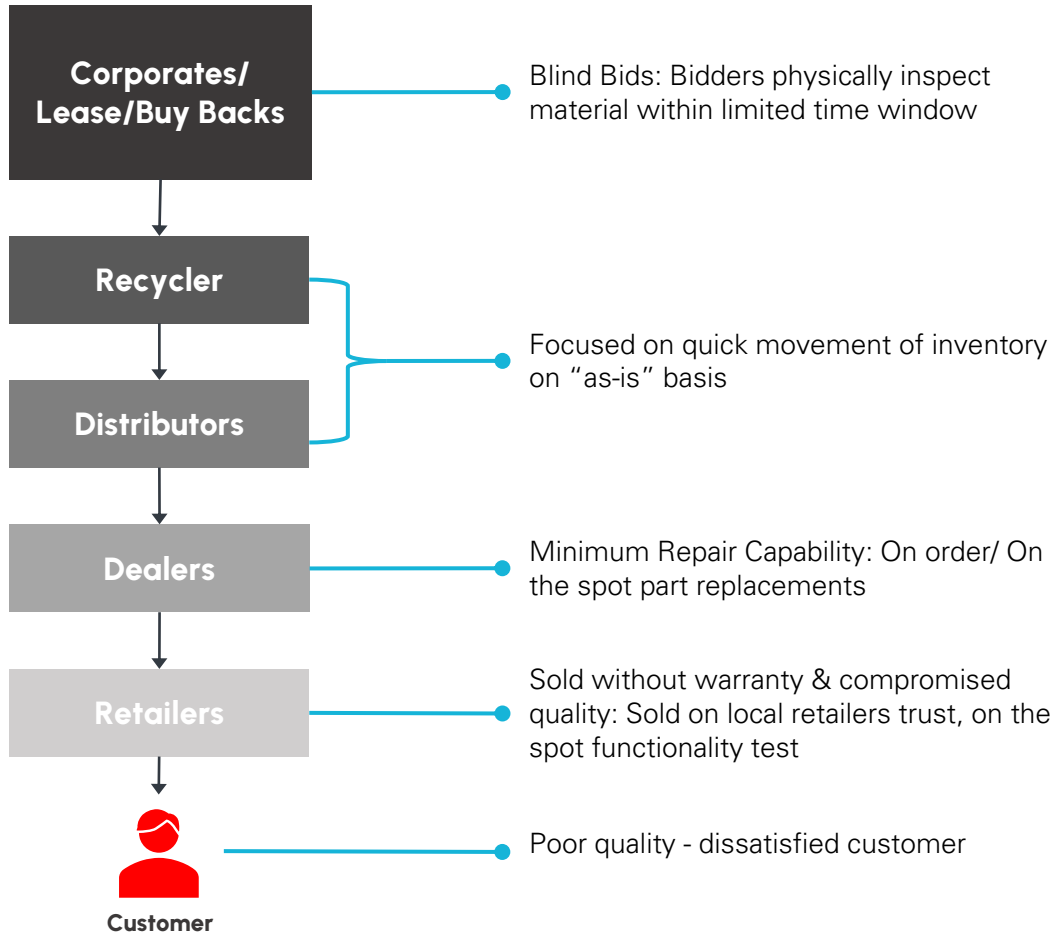 Corporates/
Lease/Buy Backs
Blind Bids: Bidders physically inspect
material within limited time window
Recycler
Focused on quick movement of inventory
on “as-is” basis
Distributors
Dealers
Minimum Repair Capability: On order/ On
the spot part replacements
Retailers
Sold without warranty & compromised
quality: Sold on local retailers trust, on the
spot functionality test
Poor quality - dissatisfied customer
Customer